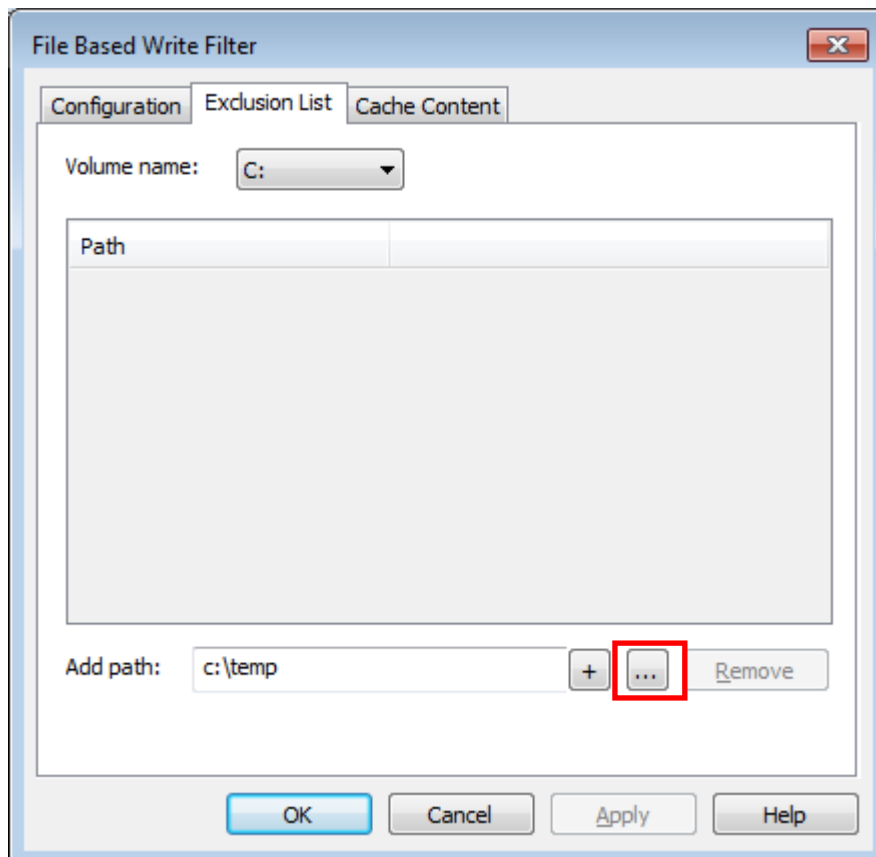 File Based Write Filter
Configuration Exclusion List Cache Content
Volume name: C:
Path
Add path: c:\temp + ... Remove
OK Cancel Apply Help